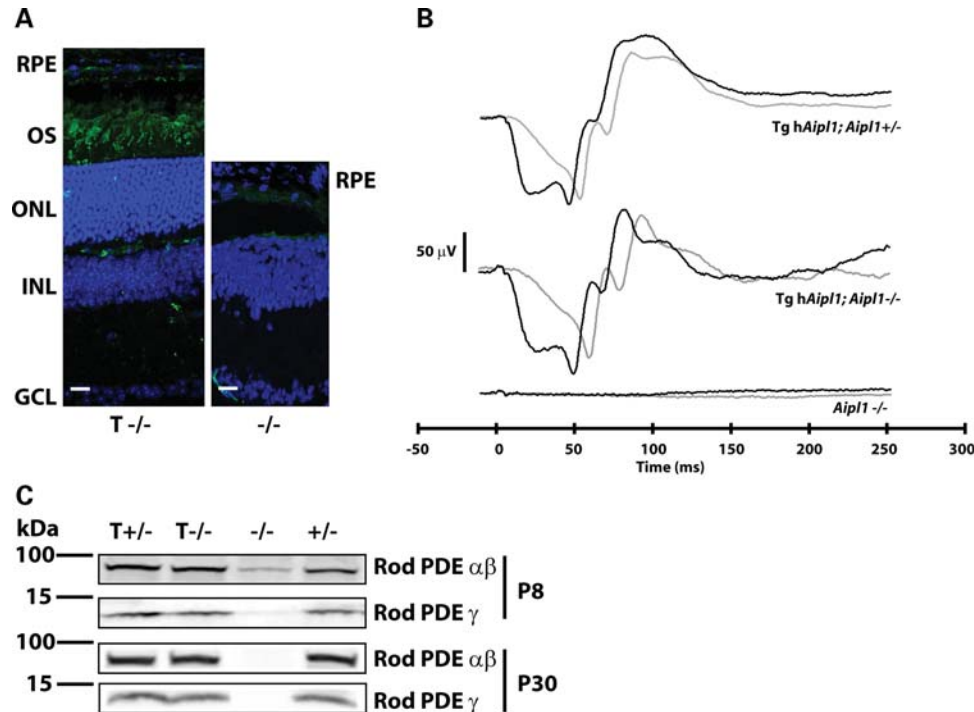 A
RPE
OS
ONL
INL
GCL
RPE
T -/-
-/-
B
Tg hAipl1; Aipl1+/-
50 μV
Tg hAipl1; Aipl1-/-
Aipl1 -/-
-50 0 50 100 150 200 250 300
Time (ms)
C
kDa T+/- T-/- -/- +/-
100 Rod PDE αβ
15 Rod PDE γ
P8
100 Rod PDE αβ
15 Rod PDE γ
P30